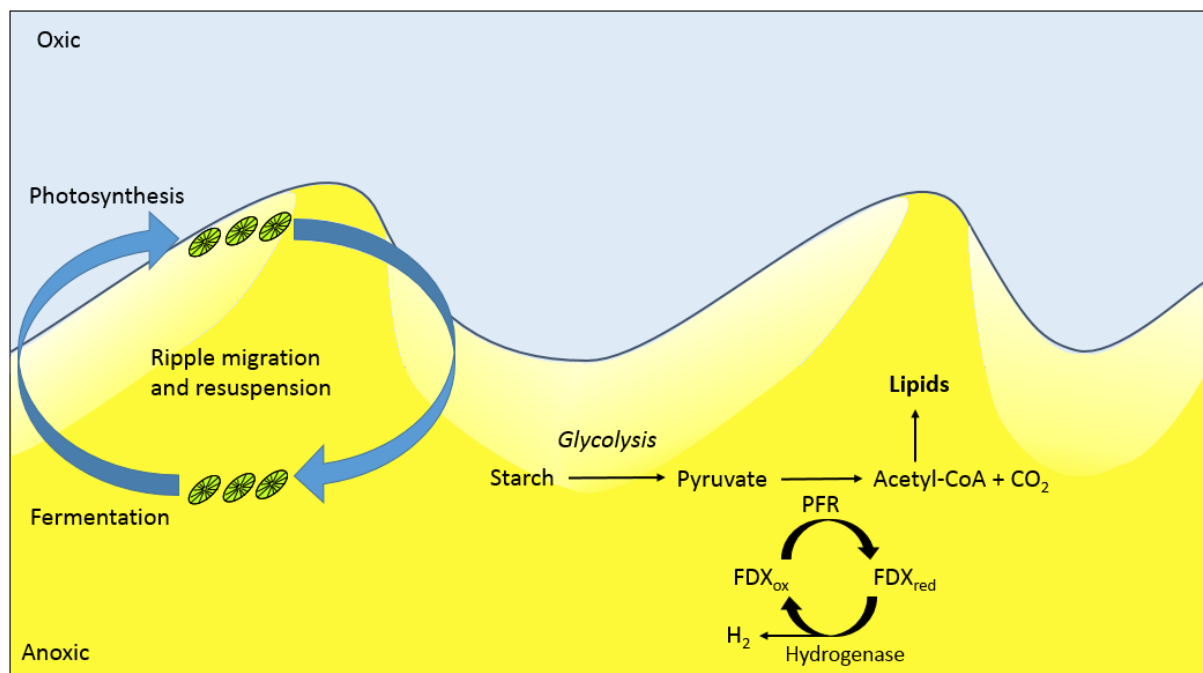 Oxic
Photosynthesis
Ripple migration
and resuspension
Fermentation
Anoxic
Lipids
Glycolysis
Starch
Pyruvate
Acetyl-CoA + CO₂
PFR
FDXox
FDXred
H₂
Hydrogenase